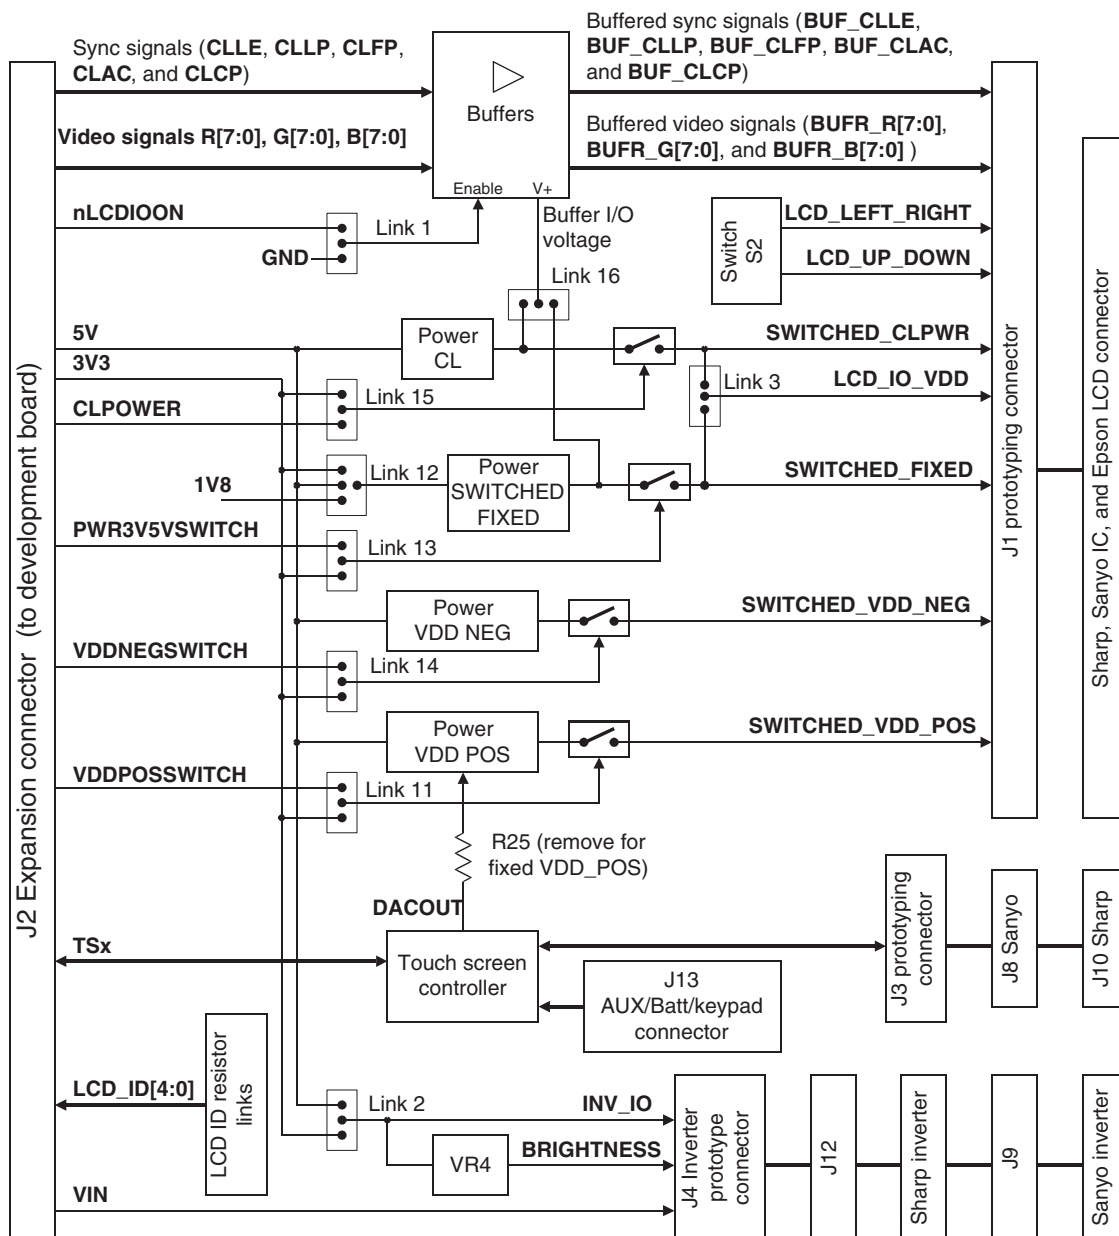 Sync signals (CLLE, CLLP, CLFP,
CLAC, and CLCP)
Buffers
Enable
V+
Buffered sync signals (BUF_CLLE,
BUF_CLLP, BUF_CLFP, BUF_CLAC,
and BUF_CLCP)
Video signals R[7:0], G[7:0], B[7:0]
Buffered video signals (BUFR_R[7:0],
BUFR_G[7:0], and BUFR_B[7:0] )
nLCDIOON
Link 1
GND
Buffer I/O
voltage
Link 16
Switch
S2
LCD_LEFT_RIGHT
LCD_UP_DOWN
5V
3V3
CLPOWER
Power
CL
Link 15
SWITCHED_CLPWR
Link 3
LCD_IO_VDD
1V8
Link 12
Power
SWITCHED
FIXED
SWITCHED_FIXED
PWR3V5VSWITCH
Link 13
Power
VDD NEG
SWITCHED_VDD_NEG
VDDNEGSWITCH
Link 14
Power
VDD POS
SWITCHED_VDD_POS
VDDPOSSWITCH
Link 11
R25 (remove for
fixed VDD_POS)
DACOUT
TSx
Touch screen
controller
J13
AUX/Batt/keypad
connector
J3 prototyping
connector
J8 Sanyo
J10 Sharp
LCD_ID[4:0]
LCD ID resistor
links
Link 2
INV_IO
VR4
BRIGHTNESS
VIN
J4 Inverter
prototype
connector
J12
Sharp inverter
J9
Sanyo inverter
J2 Expansion connector (to development board)
J1 prototyping connector
Sharp, Sanyo IC, and Epson LCD connector